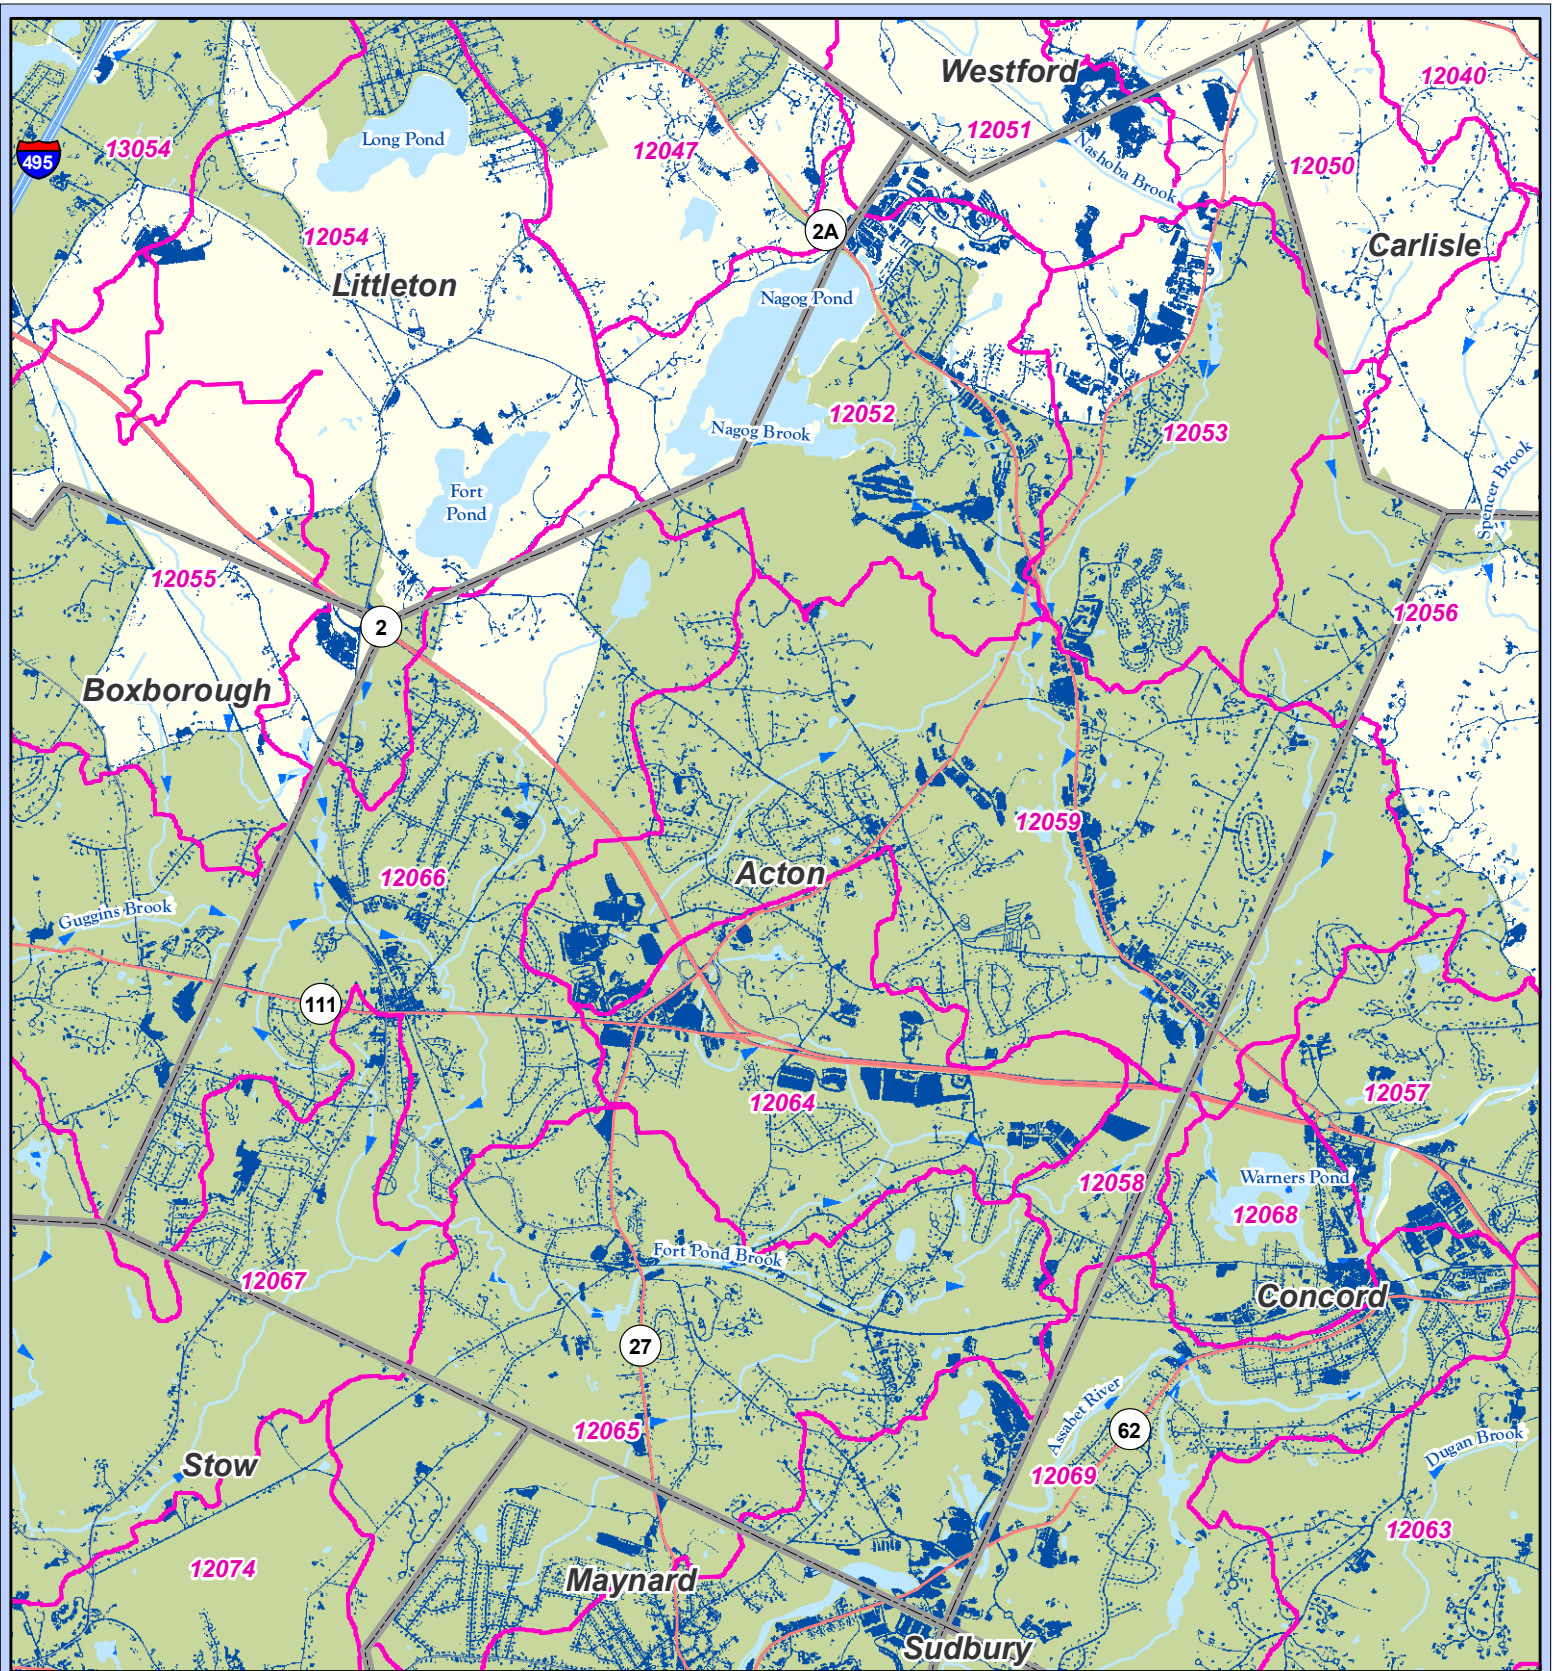 Westford
12040
12051
Long Pond
13054
12047
495
Nashoba Brook
12050
2A
12054
Carlisle
Littleton
Nagog Pond
12052
Nagog Brook
12053
Spencer Brook
Fort
Pond
12055
12056
2
Boxborough
12059
Acton
12066
Guggins Brook
111
12057
12064
12058
Warners Pond
12068
Fort Pond Brook
12067
Concord
27
Assabet River
12065
62
Dugan Brook
Stow
12069
12063
12074
Maynard
Sudbury